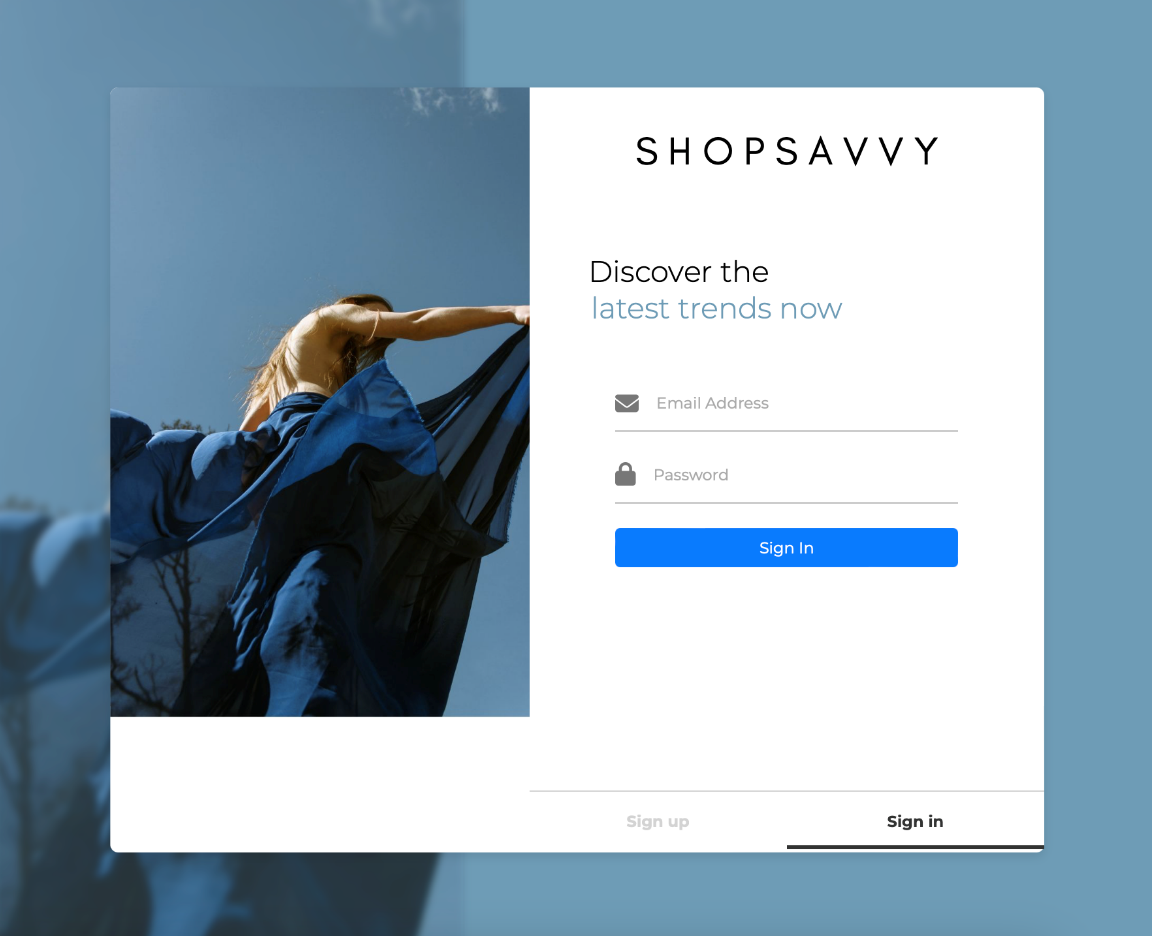 SHOPSAVVY
Discover the
latest trends now
Email Address
Password
Sign In
Sign up
Sign in